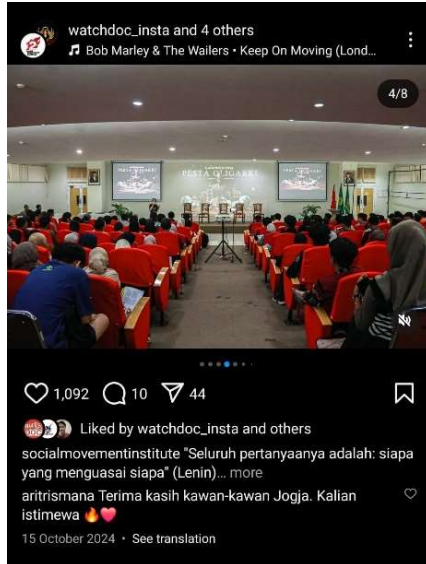 watchdoc_insta and 4 others
Bob Marley & The Wailers • Keep On Moving (Lond...
4/8
PESTA OLIGARKI
1,092
10
44
Liked by watchdoc_insta and others
socialmovementinstitute "Seluruh pertanyaanya adalah: siapa
yang menguasai siapa" (Lenin)... more
aritrismana Terima kasih kawan-kawan Jogja. Kalian
istimewa 🔥❤️
15 October 2024 • See translation